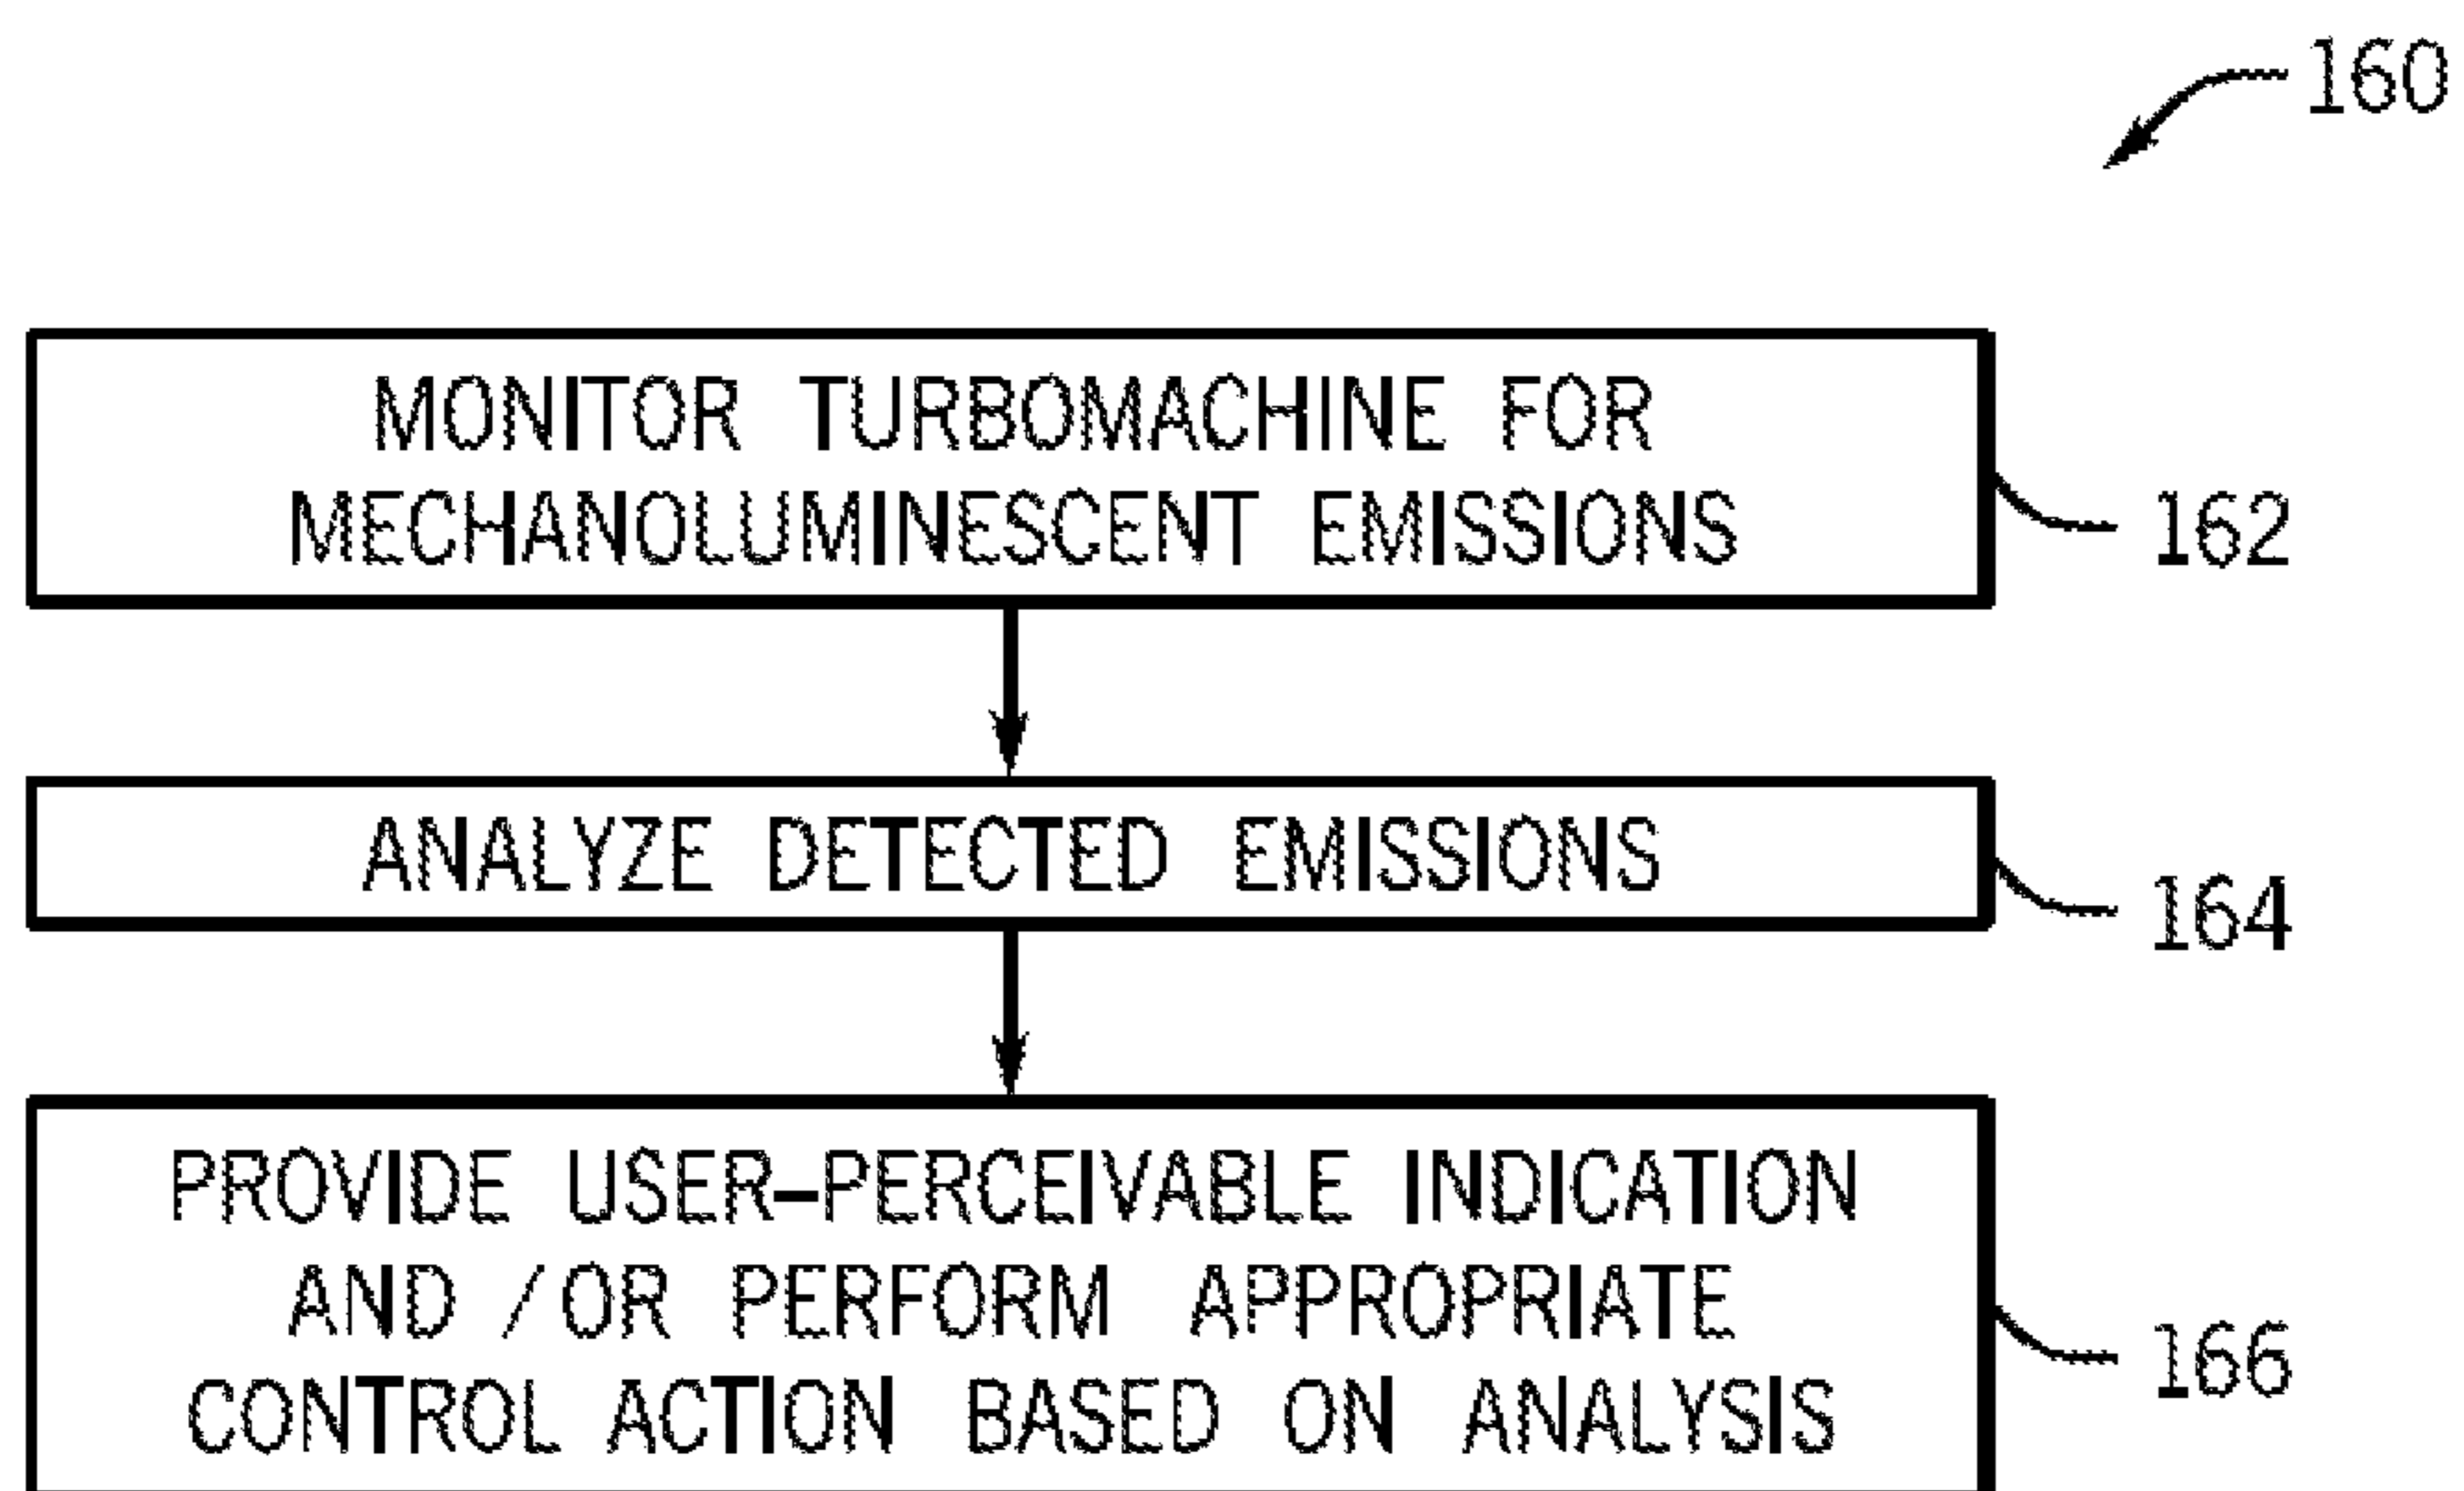 160
MONITOR TURBOMACHINE FOR
MECHANOLUMINESCENT EMISSIONS
162
ANALYZE DETECTED EMISSIONS
164
PROVIDE USER-PERCEIVABLE INDICATION
AND /OR PERFORM APPROPRIATE
CONTROL ACTION BASED ON ANALYSIS
166